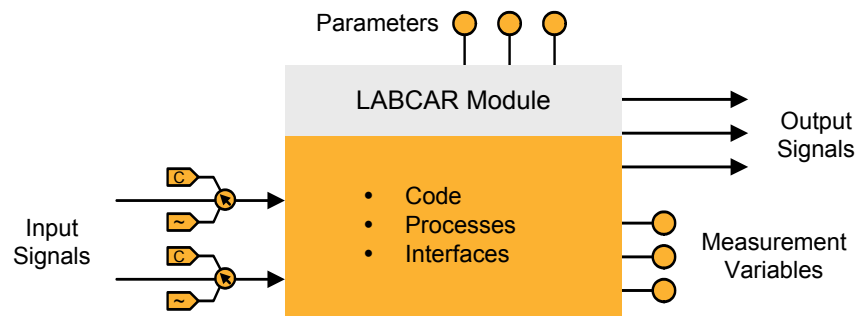 Parameters
LABCAR Module
Output
Signals
C
~
• Code
• Processes
• Interfaces
Input
Signals
C
~
Measurement
Variables